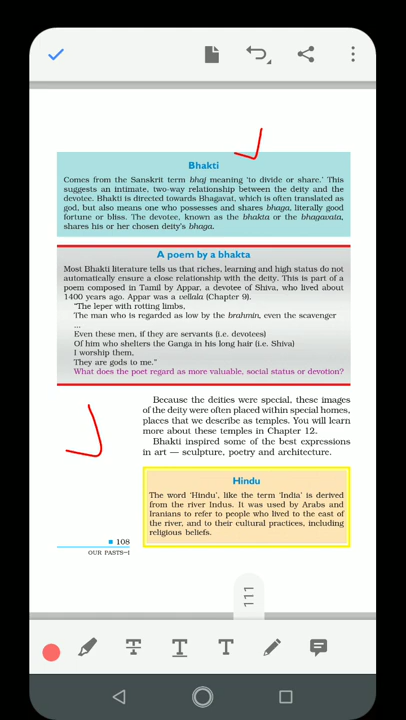 Bhakti
Comes from the Sanskrit term bhaj meaning ‘to divide or share.’ This
suggests an intimate, two-way relationship between the deity and the
devotee. Bhakti is directed towards Bhagavat, which is often translated as
god, but also means one who possesses and shares bhaga, literally good
fortune or bliss. The devotee, known as the bhakta or the bhagavata,
shares his or her chosen deity’s bhaga.
A poem by a bhakta
Most Bhakti literature tells us that riches, learning and high status do not
automatically ensure a close relationship with the deity. This is part of a
poem composed in Tamil by Appar, a devotee of Shiva, who lived about
1400 years ago. Appar was a vellala (Chapter 9).
“The leper with rotting limbs,
The man who is regarded as low by the brahmin, even the scavenger
...
Even these men, if they are servants (i.e. devotees)
Of him who shelters the Ganga in his long hair (i.e. Shiva)
I worship them,
They are gods to me.”
What does the poet regard as more valuable, social status or devotion?
Because the deities were special, these images
of the deity were often placed within special homes,
places that we describe as temples. You will learn
more about these temples in Chapter 12.
Bhakti inspired some of the best expressions
in art — sculpture, poetry and architecture.
Hindu
The word ‘Hindu’, like the term ‘India’ is derived
from the river Indus. It was used by Arabs and
Iranians to refer to people who lived to the east of
the river, and to their cultural practices, including
religious beliefs.
108
OUR PASTS–I
111
T T T